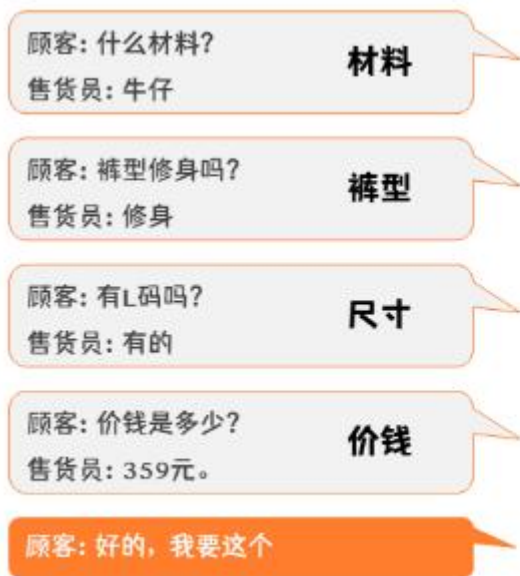 顾客: 什么材料?
售货员: 牛仔
材料
顾客: 裤型修身吗?
售货员: 修身
裤型
顾客: 有L码吗?
售货员: 有的
尺寸
顾客: 价钱是多少?
售货员: 359元。
价钱
顾客: 好的，我要这个